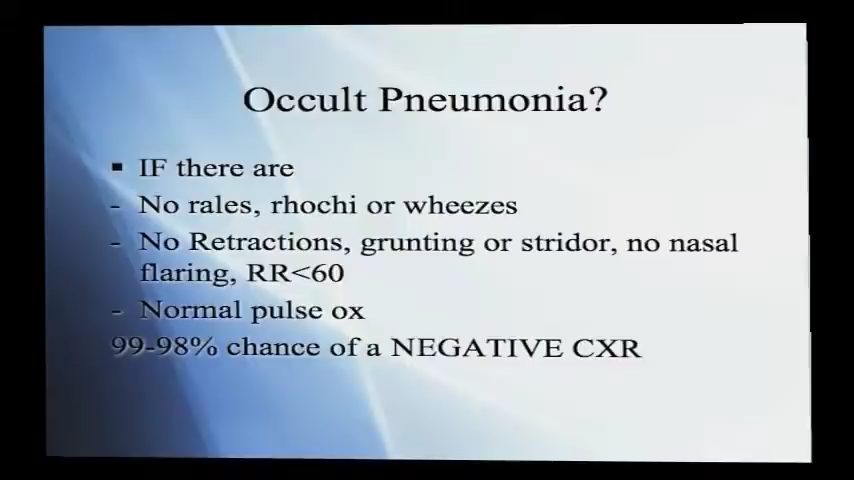 Occult Pneumonia?
▪ IF there are
- No rales, rhochi or wheezes
- No Retractions, grunting or stridor, no nasal
flaring, RR<60
- Normal pulse ox
99-98% chance of a NEGATIVE CXR